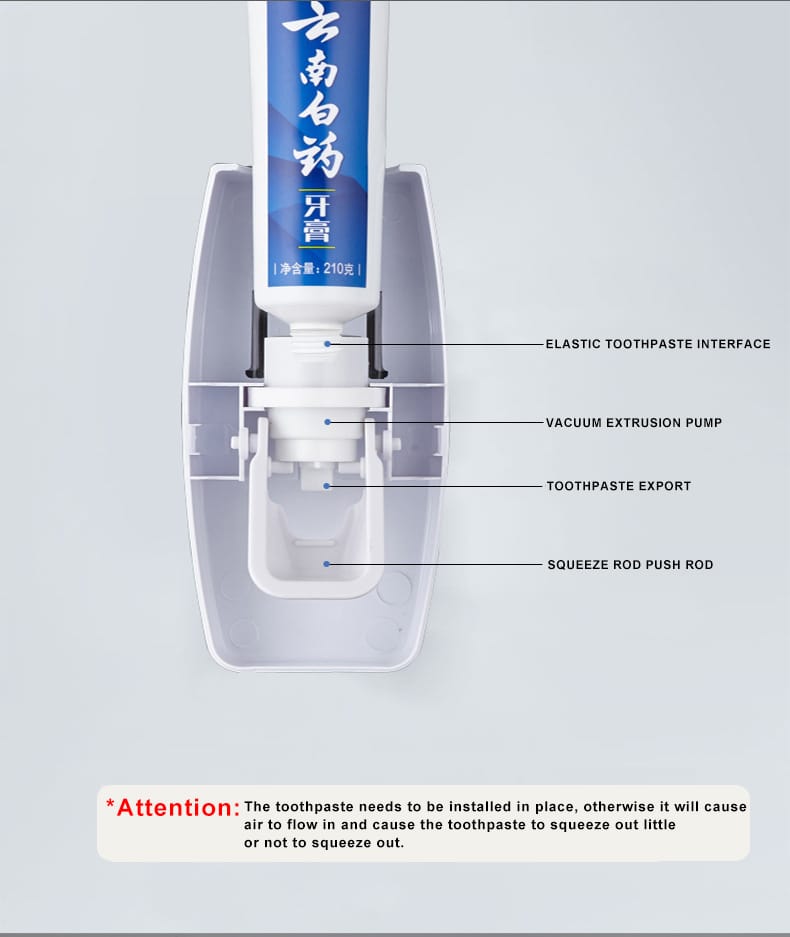 云南白药
牙膏
净含量：210克
ELASTIC TOOTHPASTE INTERFACE
VACUUM EXTRUSION PUMP
TOOTHPASTE EXPORT
SQUEEZE ROD PUSH ROD
*Attention: The toothpaste needs to be installed in place, otherwise it will cause
air to flow in and cause the toothpaste to squeeze out little
or not to squeeze out.